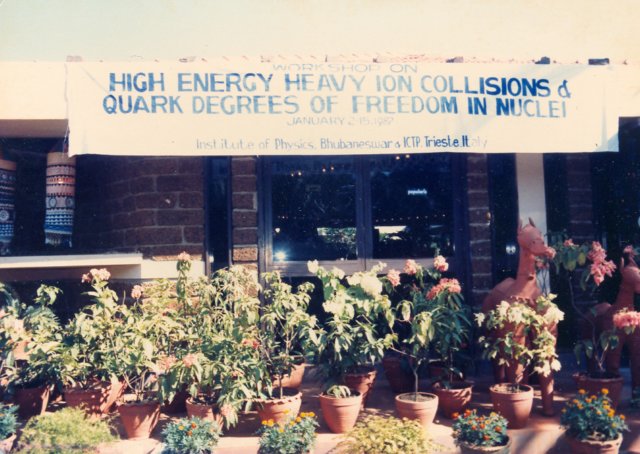 WORKSHOP ON
HIGH ENERGY HEAVY ION COLLISIONS &
QUARK DEGREES OF FREEDOM IN NUCLEI
JANUARY 2-15, 1987
Institute of Physics, Bhubaneswar & ICTP, Trieste, Italy